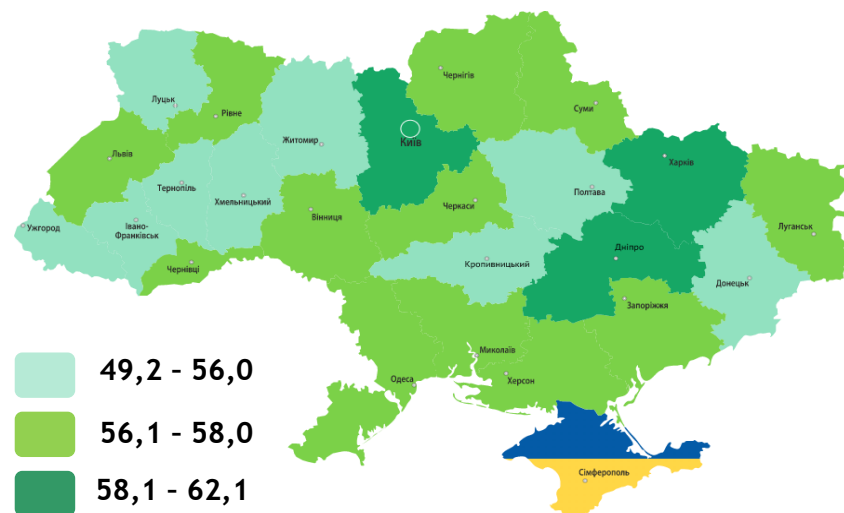 Чернігів
Луцьк
Рівне
Суми
Житомир
Київ
Львів
Харків
Тернопіль
Хмельницький
Полтава
Черкаси
Вінниця
Ужгород
Івано-
Франківськ
Луганськ
Чернівці
Кропивницький
Дніпро
Донецьк
Запоріжжя
Миколаїв
Одеса
Херсон
Сімферополь
49,2 - 56,0
56,1 - 58,0
58,1 - 62,1